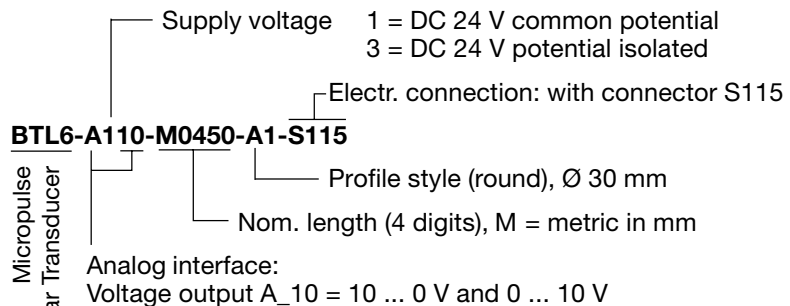 Supply voltage 1 = DC 24 V common potential
3 = DC 24 V potential isolated
Electr. connection: with connector S115
BTL6-A110-M0450-A1-S115
Profile style (round), Ø 30 mm
Nom. length (4 digits), M = metric in mm
Micropulse
Transducer
Analog interface:
Voltage output A_10 = 10 ... 0 V and 0 ... 10 V